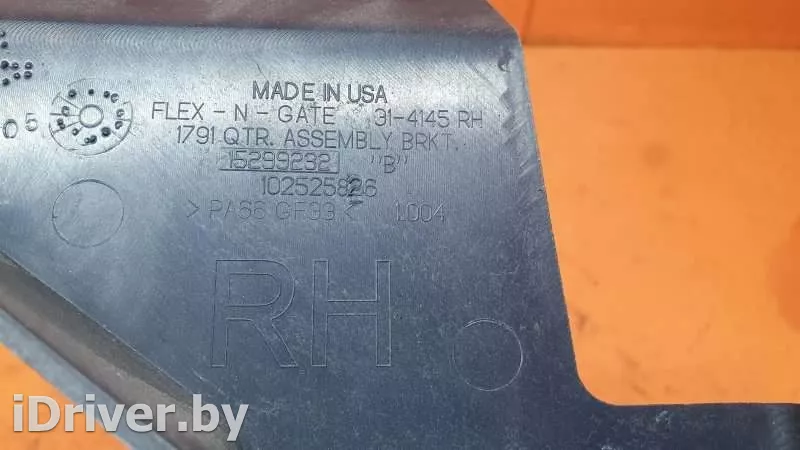 MADE IN USA
FLEX-N-GATE 31-4145 RH
1791 QTR. ASSEMBLY BRKT.
15299232 "B"
102525826
>PA66 GF33< 1.004
05
RH
iDriver.by